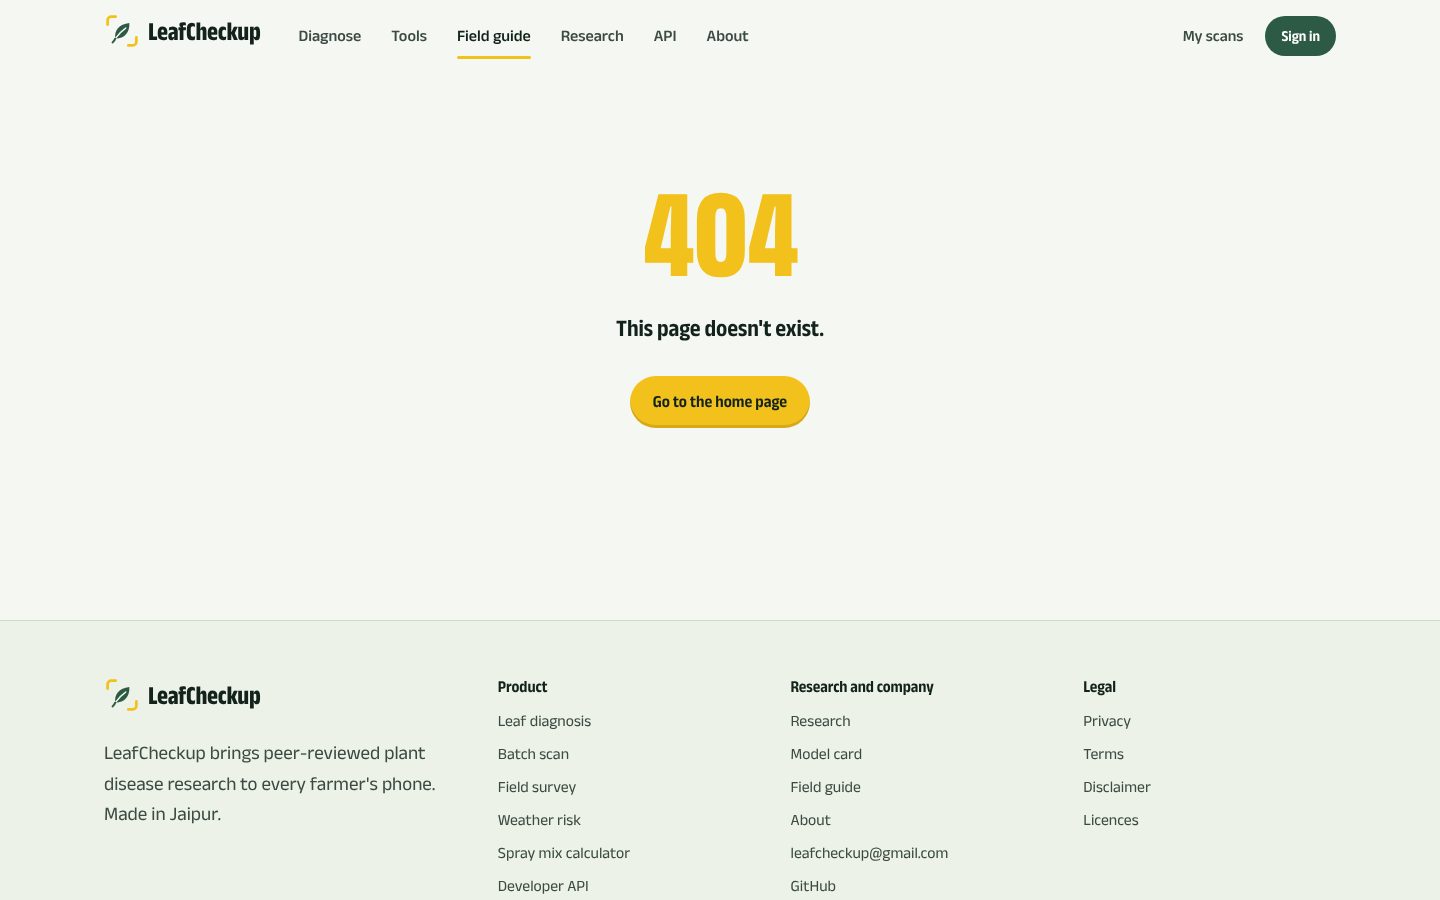 LeafCheckup
Diagnose
Tools
Field guide
Research
API
About
My scans
Sign in
404
This page doesn't exist.
Go to the home page
LeafCheckup
LeafCheckup brings peer-reviewed plant
disease research to every farmer's phone.
Made in Jaipur.
Product
Leaf diagnosis
Batch scan
Field survey
Weather risk
Spray mix calculator
Developer API
Research and company
Research
Model card
Field guide
About
leafcheckup@gmail.com
GitHub
Legal
Privacy
Terms
Disclaimer
Licences